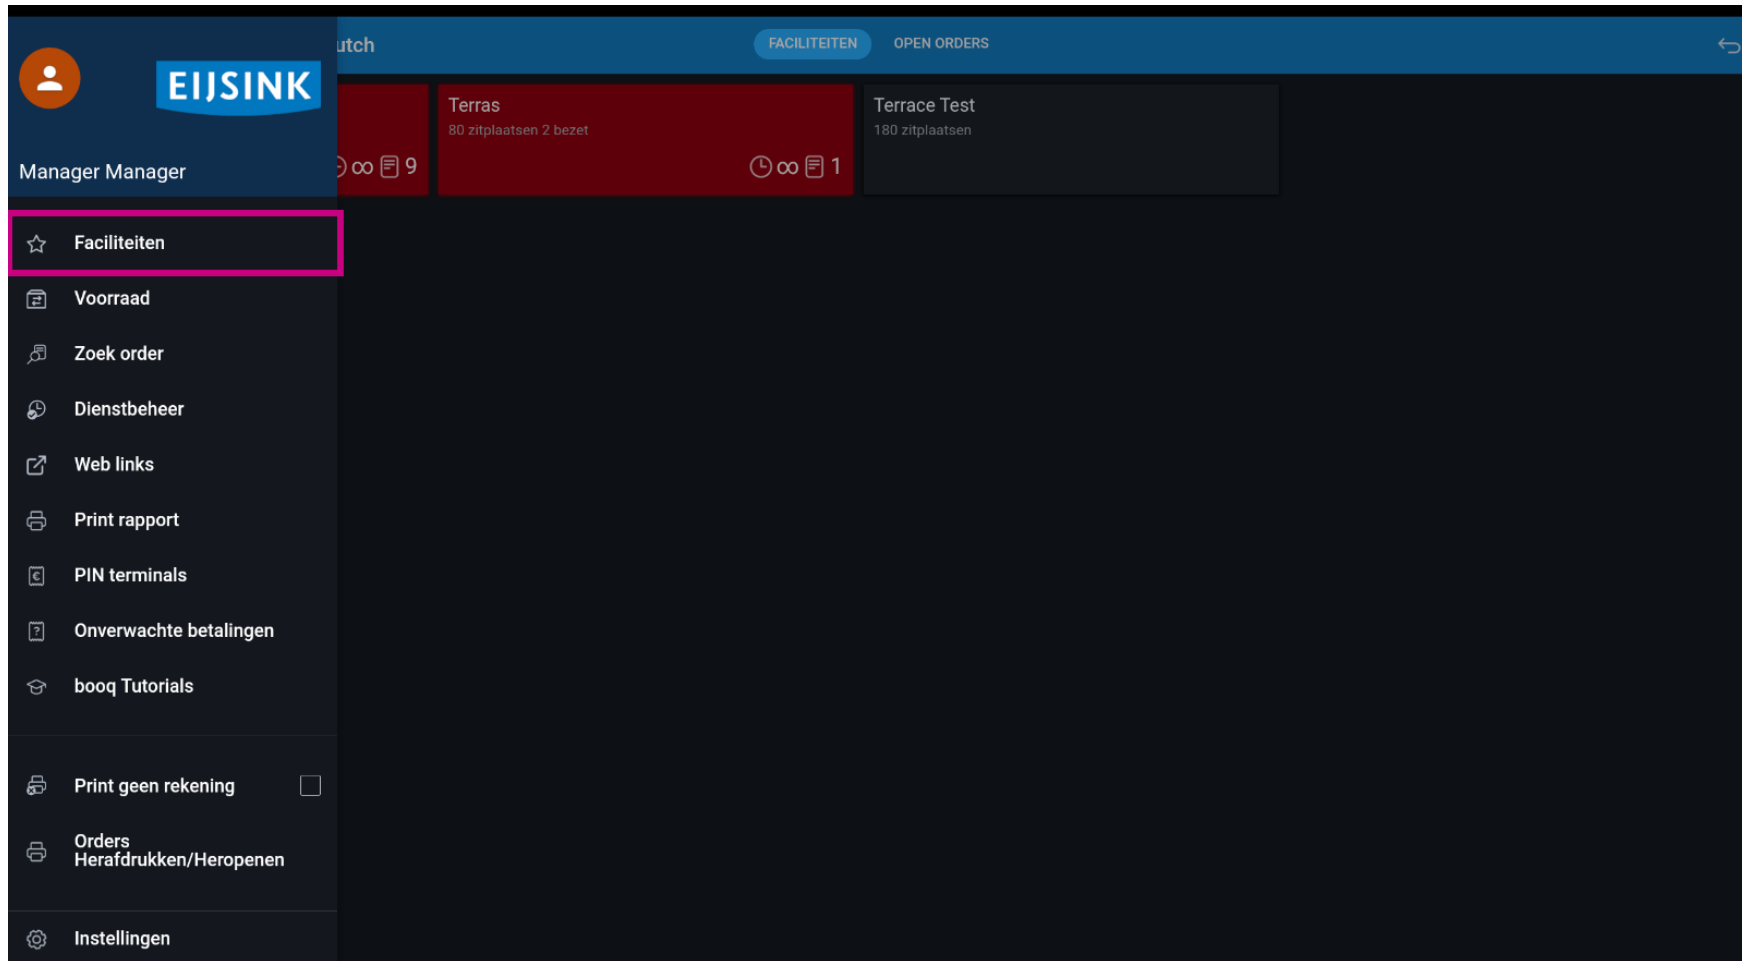 utch
FACILITEITEN
OPEN ORDERS
EIJSINK
Manager Manager
9
Terras
80 zitplaatsen 2 bezet
∞ 1
Terrace Test
180 zitplaatsen
Faciliteiten
Voorraad
Zoek order
Dienstbeheer
Web links
Print rapport
PIN terminals
Onverwachte betalingen
booq Tutorials
Print geen rekening
Orders
Herafdrukken/Heropenen
Instellingen